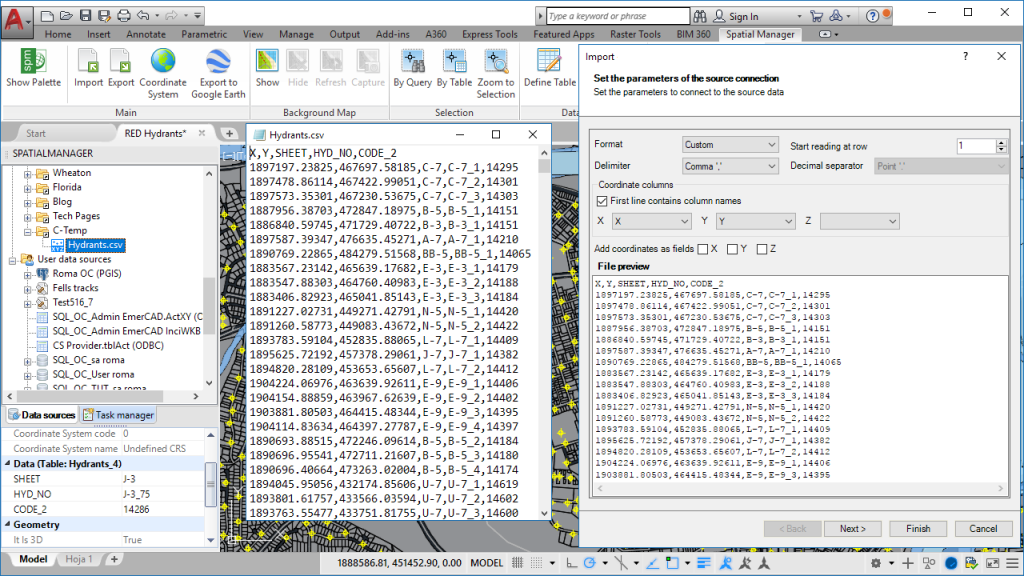 Type a keyword or phrase
Sign In
Home Insert Annotate Parametric View Manage Output Add-ins A360 Express Tools Featured Apps Raster Tools BIM 360 Spatial Manager
Show Palette
Import
Export
Coordinate System
Export to Google Earth
Show
Hide
Refresh
Capture
By Query
By Table
Zoom to Selection
Define Table
Main
Background Map
Selection
Data
Start
RED Hydrants*
SPATIALMANAGER
Wheaton
Florida
Blog
Tech Pages
C-Temp
Hydrants.csv
User data sources
Roma OC (PGIS)
Fells tracks
Test516_7
SQL_OC_Admin EmerCAD.ActXY (C
SQL_OC_Admin EmerCAD InciWKB
CS Provider.tblAct (ODBC)
SQL_OC_sa roma
SQL_OC_User roma
SQL_OC_TUT_sa roma
Data sources
Task manager
Coordinate System code 0
Coordinate System name Undefined CRS
Data (Table: Hydrants_4)
SHEET J-3
HYD_NO J-3_75
CODE_2 14286
Geometry
It Is 3D True
Model
Hoja 1
Hydrants.csv
X,Y,SHEET,HYD_NO,CODE_2
1897197.23825,467697.58185,C-7,C-7_1,14295
1897478.86114,467422.99051,C-7,C-7_2,14301
1897573.35301,467230.53675,C-7,C-7_3,14303
1887956.38703,472847.18975,B-5,B-5_1,14151
1886840.59745,471729.40722,B-3,B-3_1,14151
1897587.39347,476635.45271,A-7,A-7_1,14210
1890769.22865,484279.51568,BB-5,BB-5_1,14065
1883567.23142,465639.17682,E-3,E-3_1,14179
1883547.88303,464760.40983,E-3,E-3_2,14188
1883406.82923,465041.85143,E-3,E-3_3,14184
1891227.02731,449271.42791,N-5,N-5_1,14420
1891260.58773,449083.43672,N-5,N-5_2,14422
1893783.59104,452835.88065,L-7,L-7_1,14409
1895625.72192,457378.29061,J-7,J-7_1,14382
1894820.28109,453653.65607,L-7,L-7_2,14412
1904224.06976,463639.92611,E-9,E-9_1,14406
1904154.88859,463967.62639,E-9,E-9_2,14402
1903881.80503,464415.48344,E-9,E-9_3,14395
1904114.83634,464397.27787,E-9,E-9_4,14397
1890693.88515,472246.09614,B-5,B-5_2,14184
1890696.95541,472711.21607,B-5,B-5_3,14180
1890696.40664,473263.02004,B-5,B-5_4,14174
1894045.95056,432174.85606,U-7,U-7_1,14619
1893801.61757,433566.03594,U-7,U-7_2,14602
1893763.55477,433751.81755,U-7,U-7_3,14600
Import
Set the parameters of the source connection
Set the parameters to connect to the source data
Format Custom Start reading at row 1
Delimiter Comma ',' Decimal separator Point '.'
Coordinate columns
First line contains column names
X X Y Y Z
Add coordinates as fields X Y Z
File preview
X,Y,SHEET,HYD_NO,CODE_2
1897197.23825,467697.58185,C-7,C-7_1,14295
1897478.86114,467422.99051,C-7,C-7_2,14301
1897573.35301,467230.53675,C-7,C-7_3,14303
1887956.38703,472847.18975,B-5,B-5_1,14151
1886840.59745,471729.40722,B-3,B-3_1,14151
1897587.39347,476635.45271,A-7,A-7_1,14210
1890769.22865,484279.51568,BB-5,BB-5_1,14065
1883567.23142,465639.17682,E-3,E-3_1,14179
1883547.88303,464760.40983,E-3,E-3_2,14188
1883406.82923,465041.85143,E-3,E-3_3,14184
1891227.02731,449271.42791,N-5,N-5_1,14420
1891260.58773,449083.43672,N-5,N-5_2,14422
1893783.59104,452835.88065,L-7,L-7_1,14409
1895625.72192,457378.29061,J-7,J-7_1,14382
1894820.28109,453653.65607,L-7,L-7_2,14412
1904224.06976,463639.92611,E-9,E-9_1,14406
1903881.80503,464415.48344,E-9,E-9_3,14395
< Back
Next >
Finish
Cancel
1888586.81, 451452.90, 0.00 MODEL